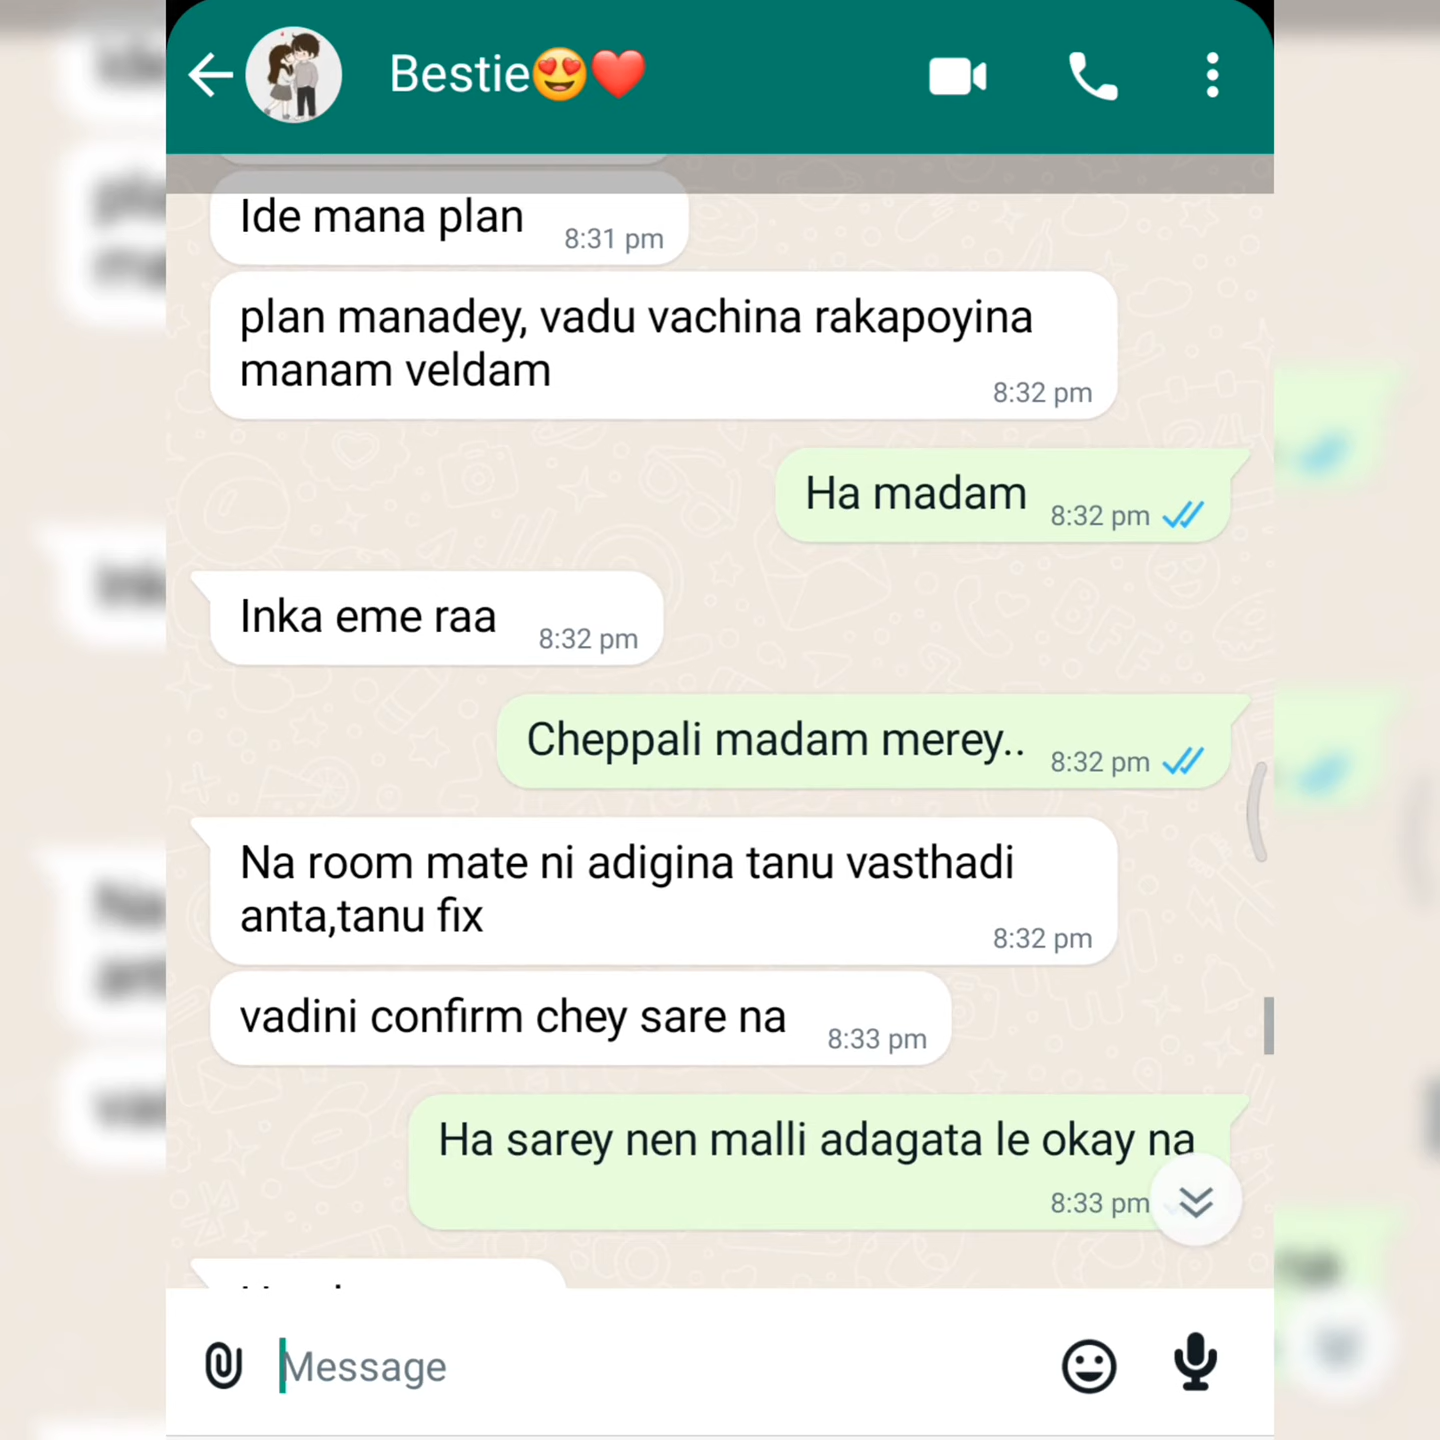 Bestie😍❤️
Ide mana plan
8:31 pm
plan manadey, vadu vachina rakapoyina
manam veldam
8:32 pm
Ha madam
8:32 pm
Inka eme raa
8:32 pm
Cheppali madam merey..
8:32 pm
Na room mate ni adigina tanu vasthadi
anta,tanu fix
8:32 pm
vadini confirm chey sare na
8:33 pm
Ha sarey nen malli adagata le okay na
8:33 pm
Message